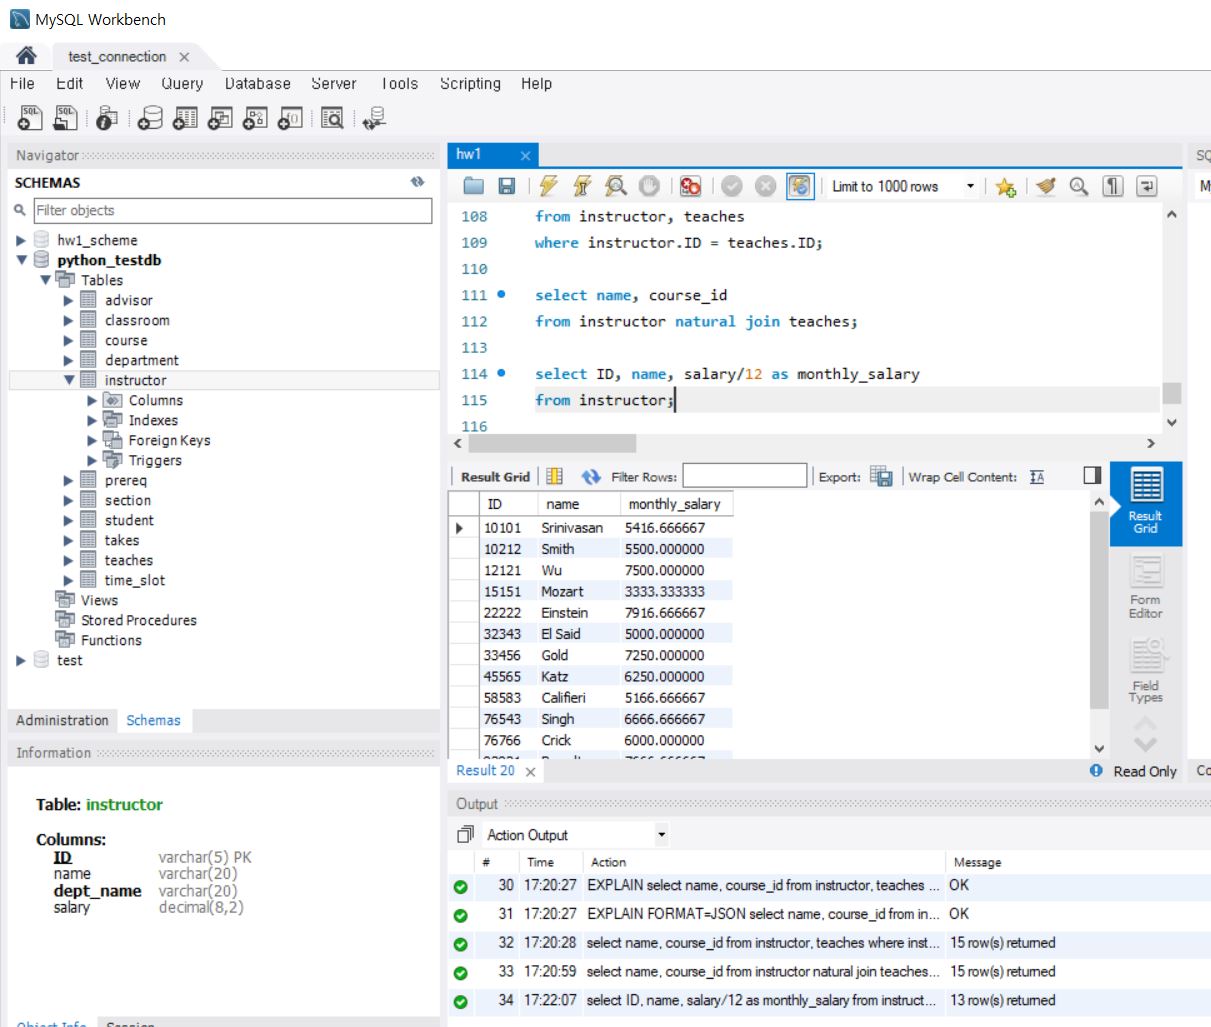 MySQL Workbench
test_connection
File Edit View Query Database Server Tools Scripting Help
Navigator
SCHEMAS
Filter objects
hw1_scheme
python_testdb
Tables
advisor
classroom
course
department
instructor
Columns
Indexes
Foreign Keys
Triggers
prereq
section
student
takes
teaches
time_slot
Views
Stored Procedures
Functions
test
Administration Schemas
Information
Table: instructor
Columns:
ID varchar(5) PK
name varchar(20)
dept_name varchar(20)
salary decimal(8,2)
Object Info Session
hw1
Limit to 1000 rows
108 from instructor, teaches
109 where instructor.ID = teaches.ID;
110
111 select name, course_id
112 from instructor natural join teaches;
113
114 select ID, name, salary/12 as monthly_salary
115 from instructor;
116
Result Grid Filter Rows: Export: Wrap Cell Content:
ID name monthly_salary
10101 Srinivasan 5416.666667
10212 Smith 5500.000000
12121 Wu 7500.000000
15151 Mozart 3333.333333
22222 Einstein 7916.666667
32343 El Said 5000.000000
33456 Gold 7250.000000
45565 Katz 6250.000000
58583 Califieri 5166.666667
76543 Singh 6666.666667
76766 Crick 6000.000000
Result Grid
Form Editor
Field Types
Result 20
Read Only
Output
Action Output
# Time Action Message
30 17:20:27 EXPLAIN select name, course_id from instructor, teaches ... OK
31 17:20:27 EXPLAIN FORMAT=JSON select name, course_id from in... OK
32 17:20:28 select name, course_id from instructor, teaches where inst... 15 row(s) returned
33 17:20:59 select name, course_id from instructor natural join teaches... 15 row(s) returned
34 17:22:07 select ID, name, salary/12 as monthly_salary from instruct... 13 row(s) returned